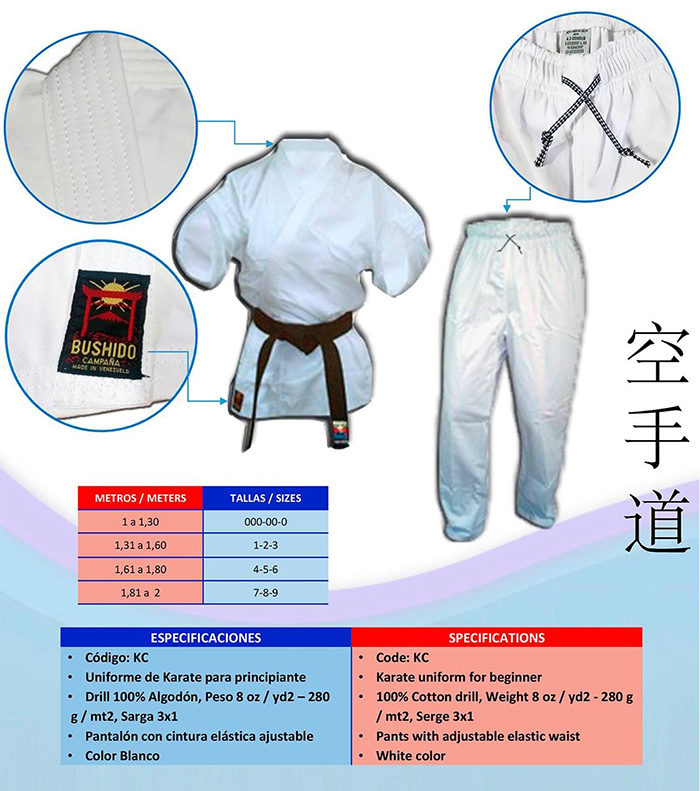 BUSHIDO
CAMPAÑA
MADE IN VENEZUELA
空
手
道
METROS / METERS TALLAS / SIZES
1 a 1,30 000-00-0
1,31 a 1,60 1-2-3
1,61 a 1,80 4-5-6
1,81 a 2 7-8-9
ESPECIFICACIONES
• Código: KC
• Uniforme de Karate para principiante
• Drill 100% Algodón, Peso 8 oz / yd2 – 280
g / mt2, Sarga 3x1
• Pantalón con cintura elástica ajustable
• Color Blanco
SPECIFICATIONS
• Code: KC
• Karate uniform for beginner
• 100% Cotton drill, Weight 8 oz / yd2 - 280 g
/ mt2, Serge 3x1
• Pants with adjustable elastic waist
• White color